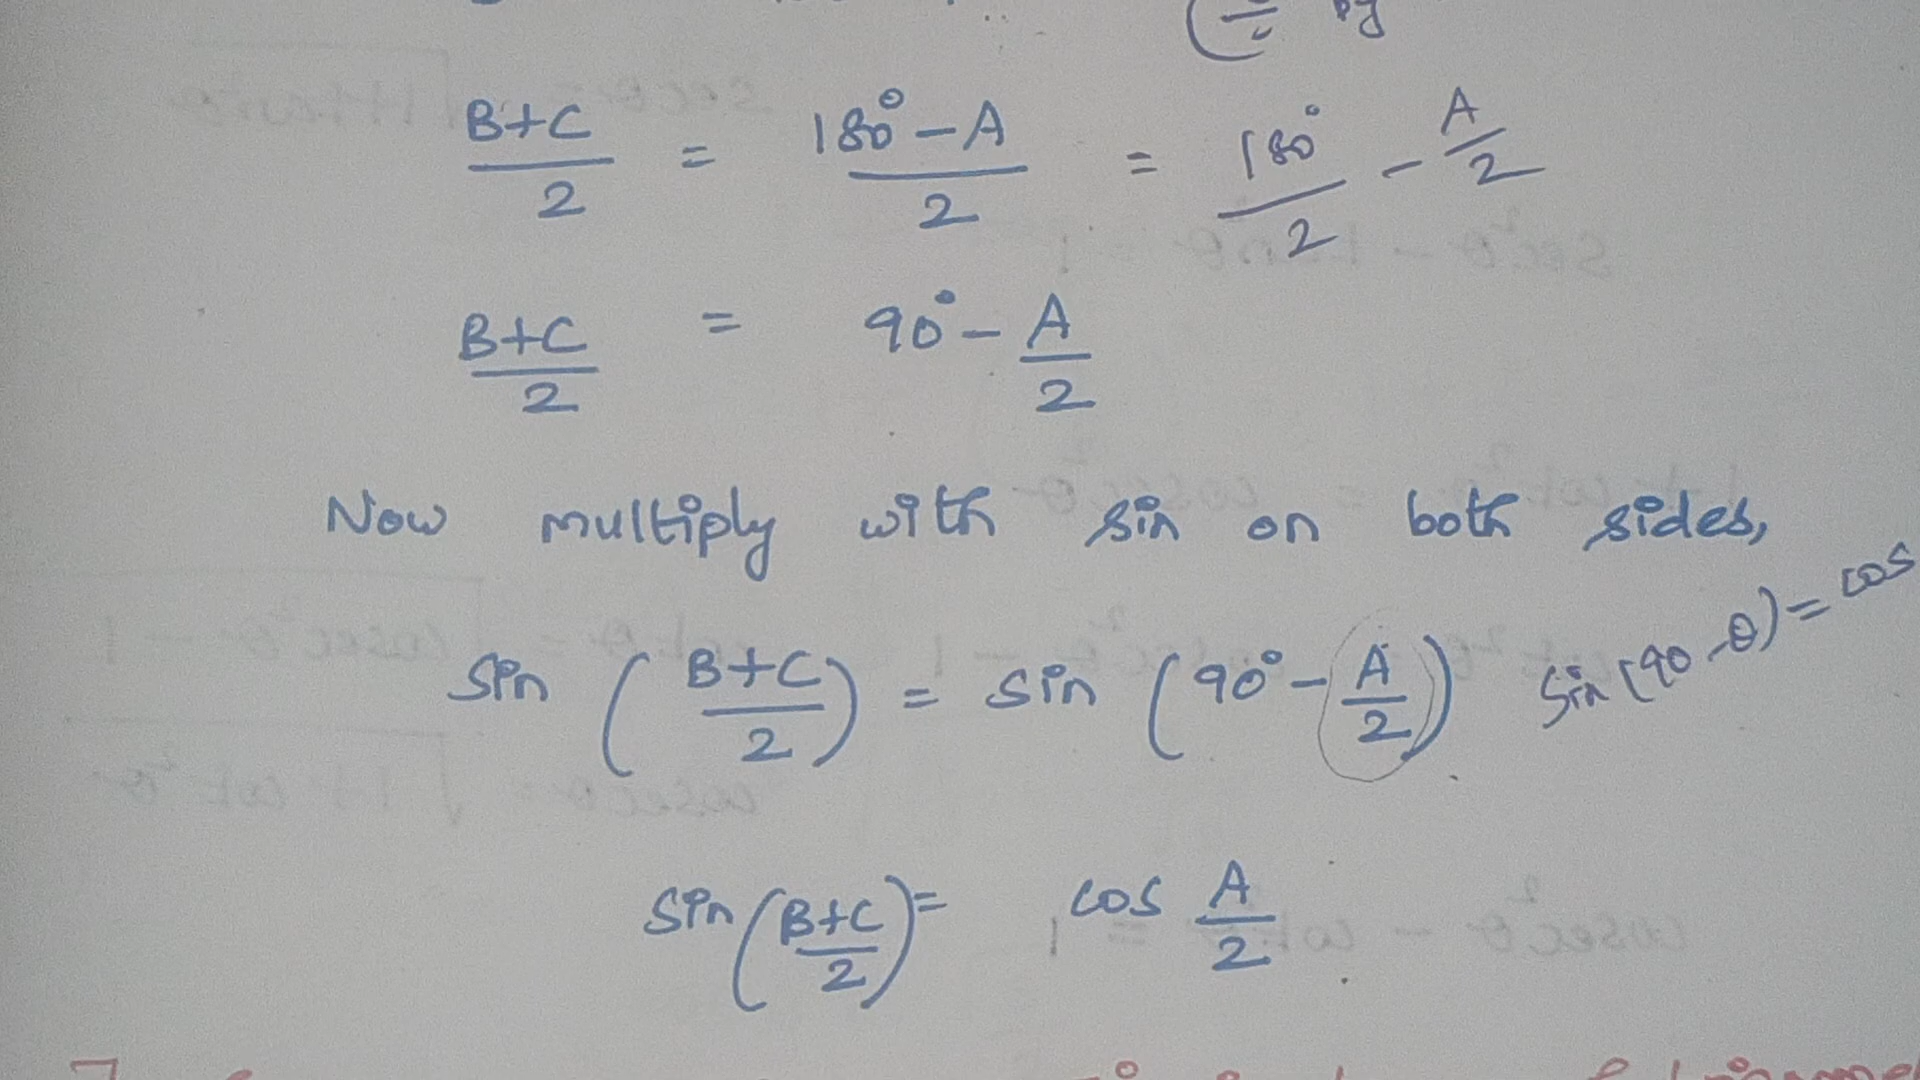 by
B+C/2 = 180° - A/2 = 180°/2 - A/2
B+C/2 = 90° - A/2
Now multiply with sin on both sides,
sin (B+C/2) = sin (90° - A/2) sin (90 - θ) = cos
sin (B+C/2) = cos A/2